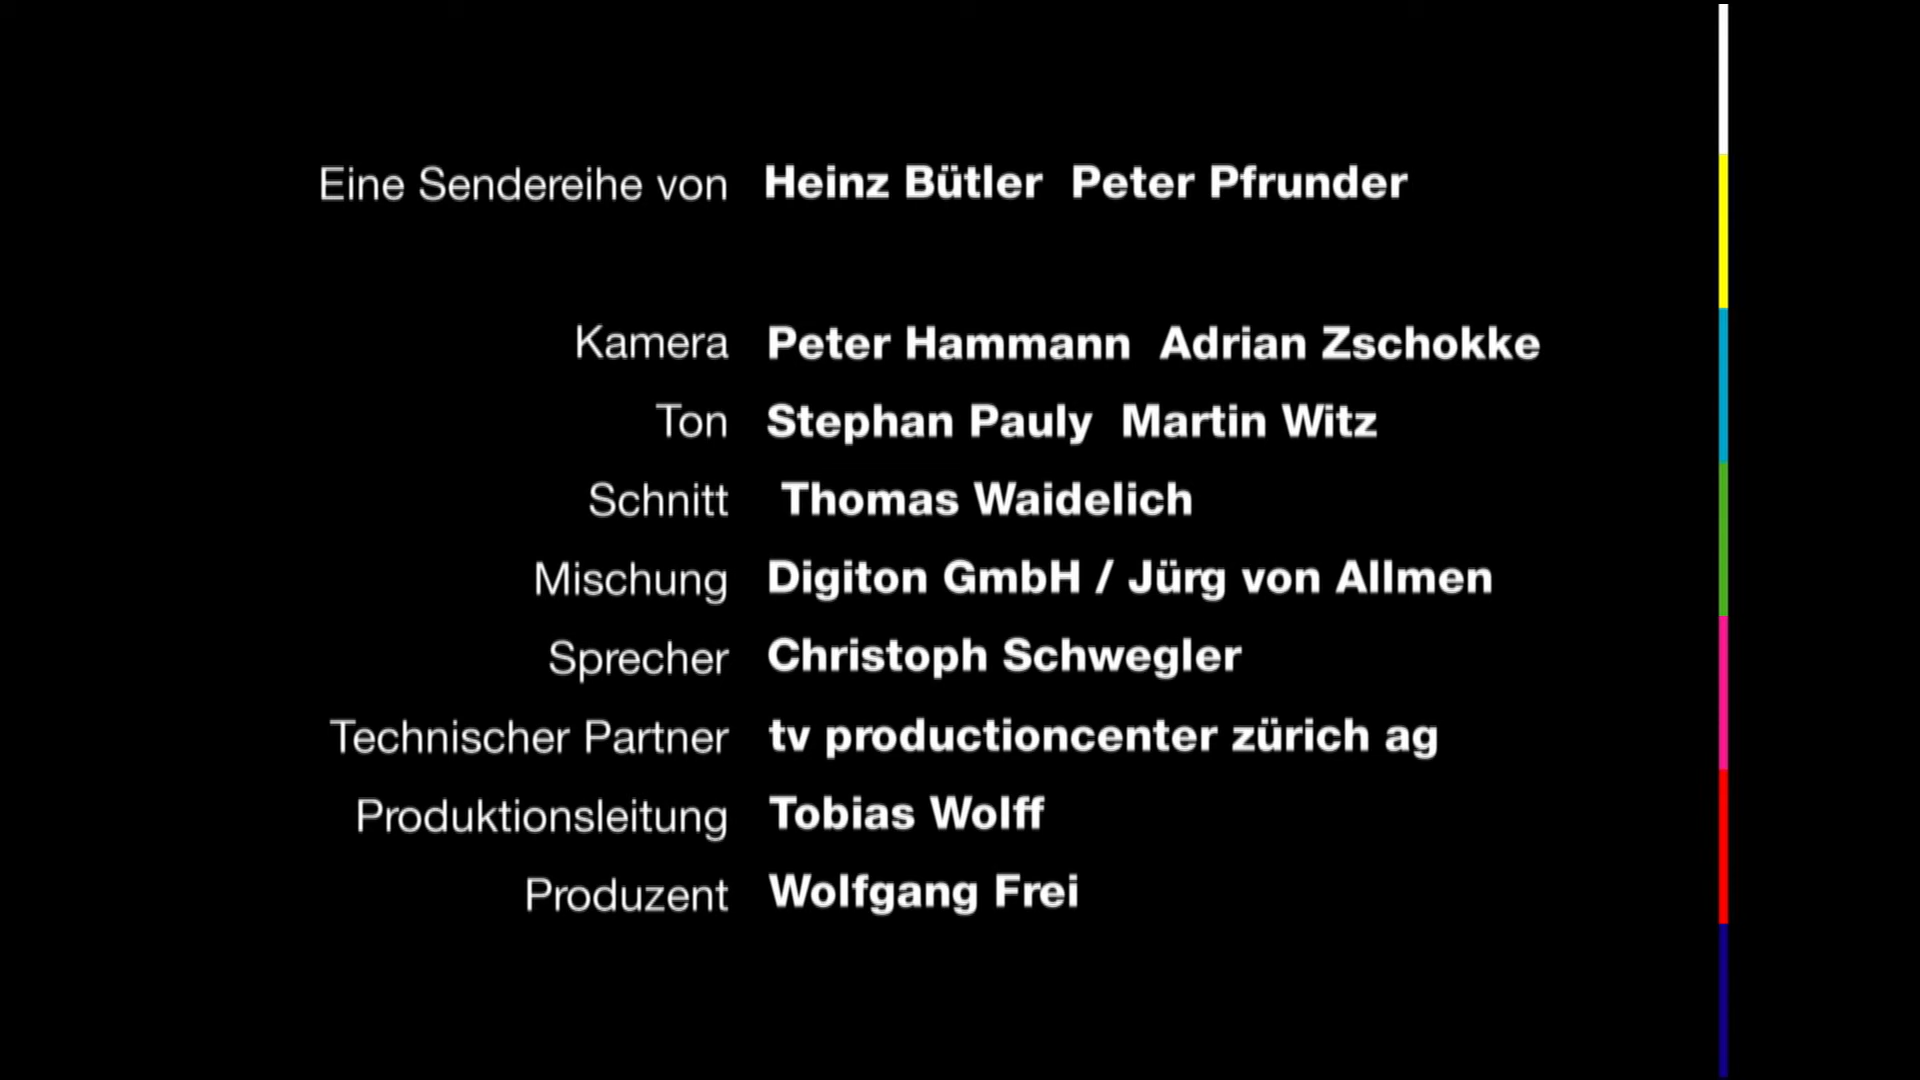 Eine Sendereihe von Heinz Bütler Peter Pfrunder
Kamera Peter Hammann Adrian Zschokke
Ton Stephan Pauly Martin Witz
Schnitt Thomas Waidelich
Mischung Digiton GmbH / Jürg von Allmen
Sprecher Christoph Schwegler
Technischer Partner tv productioncenter zürich ag
Produktionsleitung Tobias Wolff
Produzent Wolfgang Frei